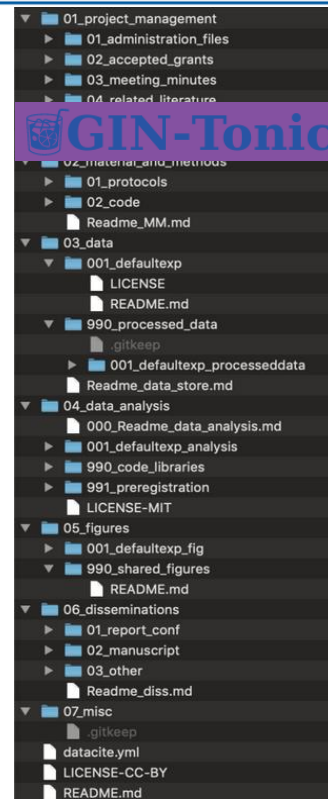 01_project_management
01_administration_files
02_accepted_grants
03_meeting_minutes
04_related_literature
GIN-Tonic
02_material_and_methods
01_protocols
02_code
Readme_MM.md
03_data
001_defaultexp
LICENSE
README.md
990_processed_data
.gitkeep
001_defaultexp_processeddata
Readme_data_store.md
04_data_analysis
000_Readme_data_analysis.md
001_defaultexp_analysis
990_code_libraries
991_preregistration
LICENSE-MIT
05_figures
001_defaultexp_fig
990_shared_figures
README.md
06_disseminations
01_report_conf
02_manuscript
03_other
Readme_diss.md
07_misc
.gitkeep
datacite.yml
LICENSE-CC-BY
README.md